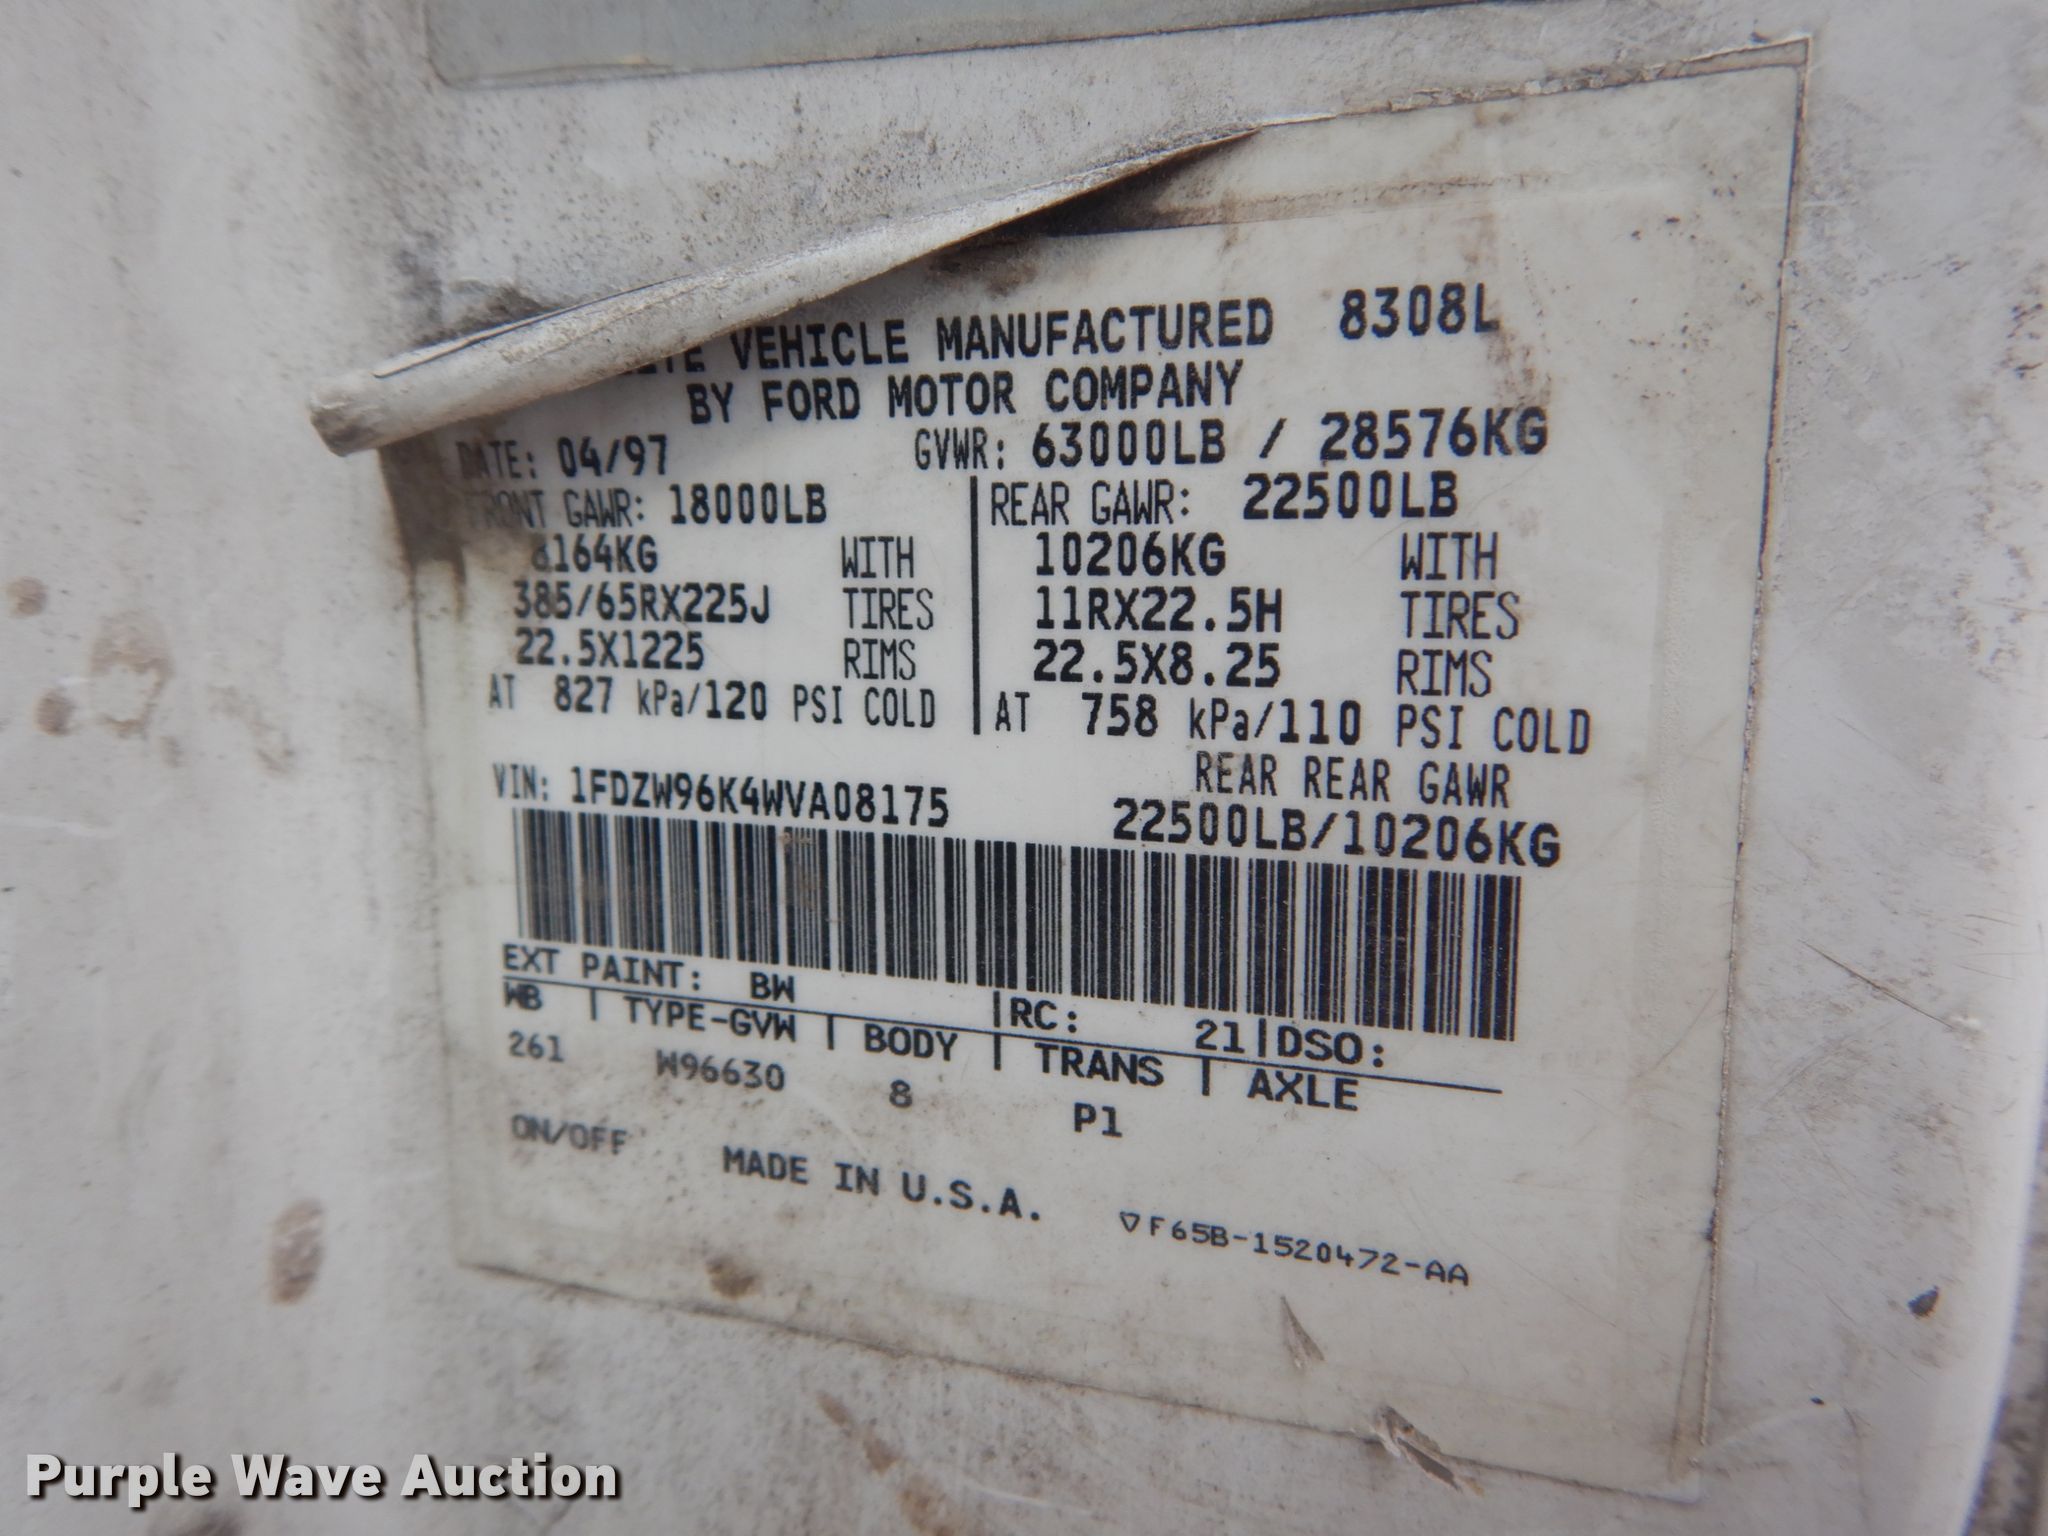 VEHICLE MANUFACTURED 8308L
BY FORD MOTOR COMPANY
DATE: 04/97 GVWR: 63000LB / 28576KG
FRONT GAWR: 18000LB REAR GAWR: 22500LB
8164KG WITH 10206KG WITH
385/65RX225J TIRES 11RX22.5H TIRES
22.5X1225 RIMS 22.5X8.25 RIMS
AT 827 kPa/120 PSI COLD AT 758 kPa/110 PSI COLD
REAR REAR GAWR
VIN: 1FDZW96K4WVA08175 22500LB/10206KG
EXT PAINT: BW RC: 21 DSO:
WB TYPE-GVW BODY TRANS AXLE
261 W96630 8 P1
ON/OFF MADE IN U.S.A.
▽F65B-1520472-AA
Purple Wave Auction